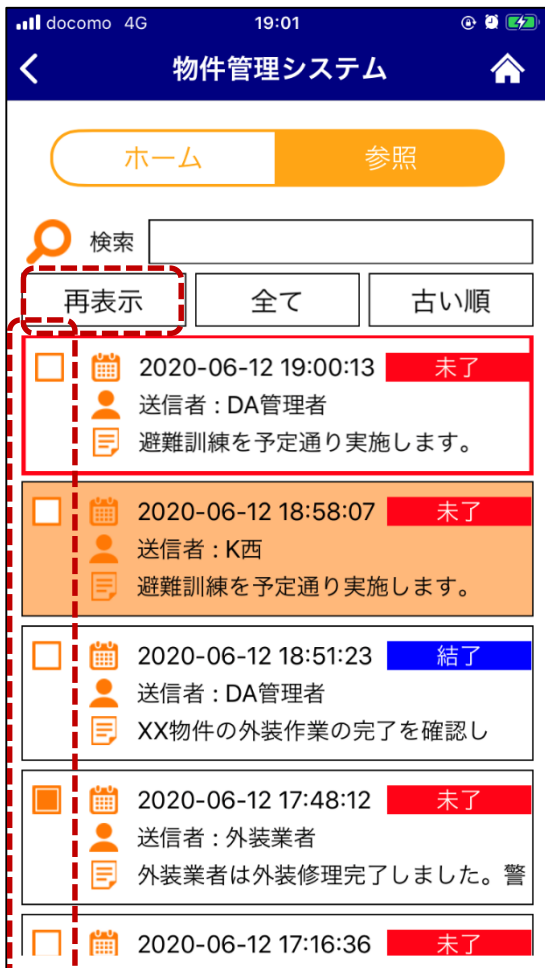 docomo 4G 19:01
物件管理システム
ホーム 参照
検索
再表示 全て 古い順
2020-06-12 19:00:13 未了
送信者 : DA管理者
避難訓練を予定通り実施します。
2020-06-12 18:58:07 未了
送信者 : K西
避難訓練を予定通り実施します。
2020-06-12 18:51:23 結了
送信者 : DA管理者
XX物件の外装作業の完了を確認し
2020-06-12 17:48:12 未了
送信者 : 外装業者
外装業者は外装修理完了しました。警
2020-06-12 17:16:36 未了